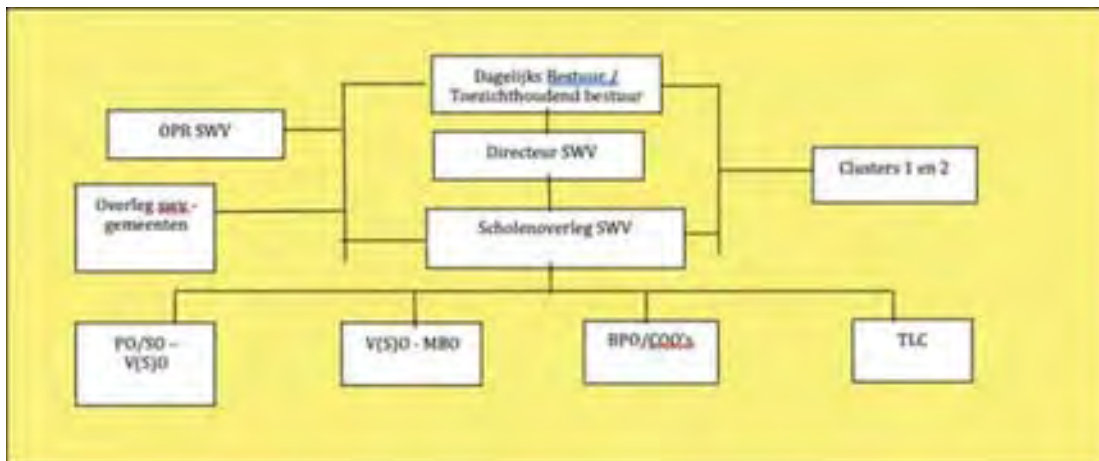 Dagelijks Bestuur /
Toezichthoudend bestuur
OPR SWV
Directeur SWV
Clusters 1 en 2
Overleg swv -
gemeenten
Scholenoverleg SWV
PO/SO –
V(S)O
V(S)O - MBO
BPO/COO's
TLC